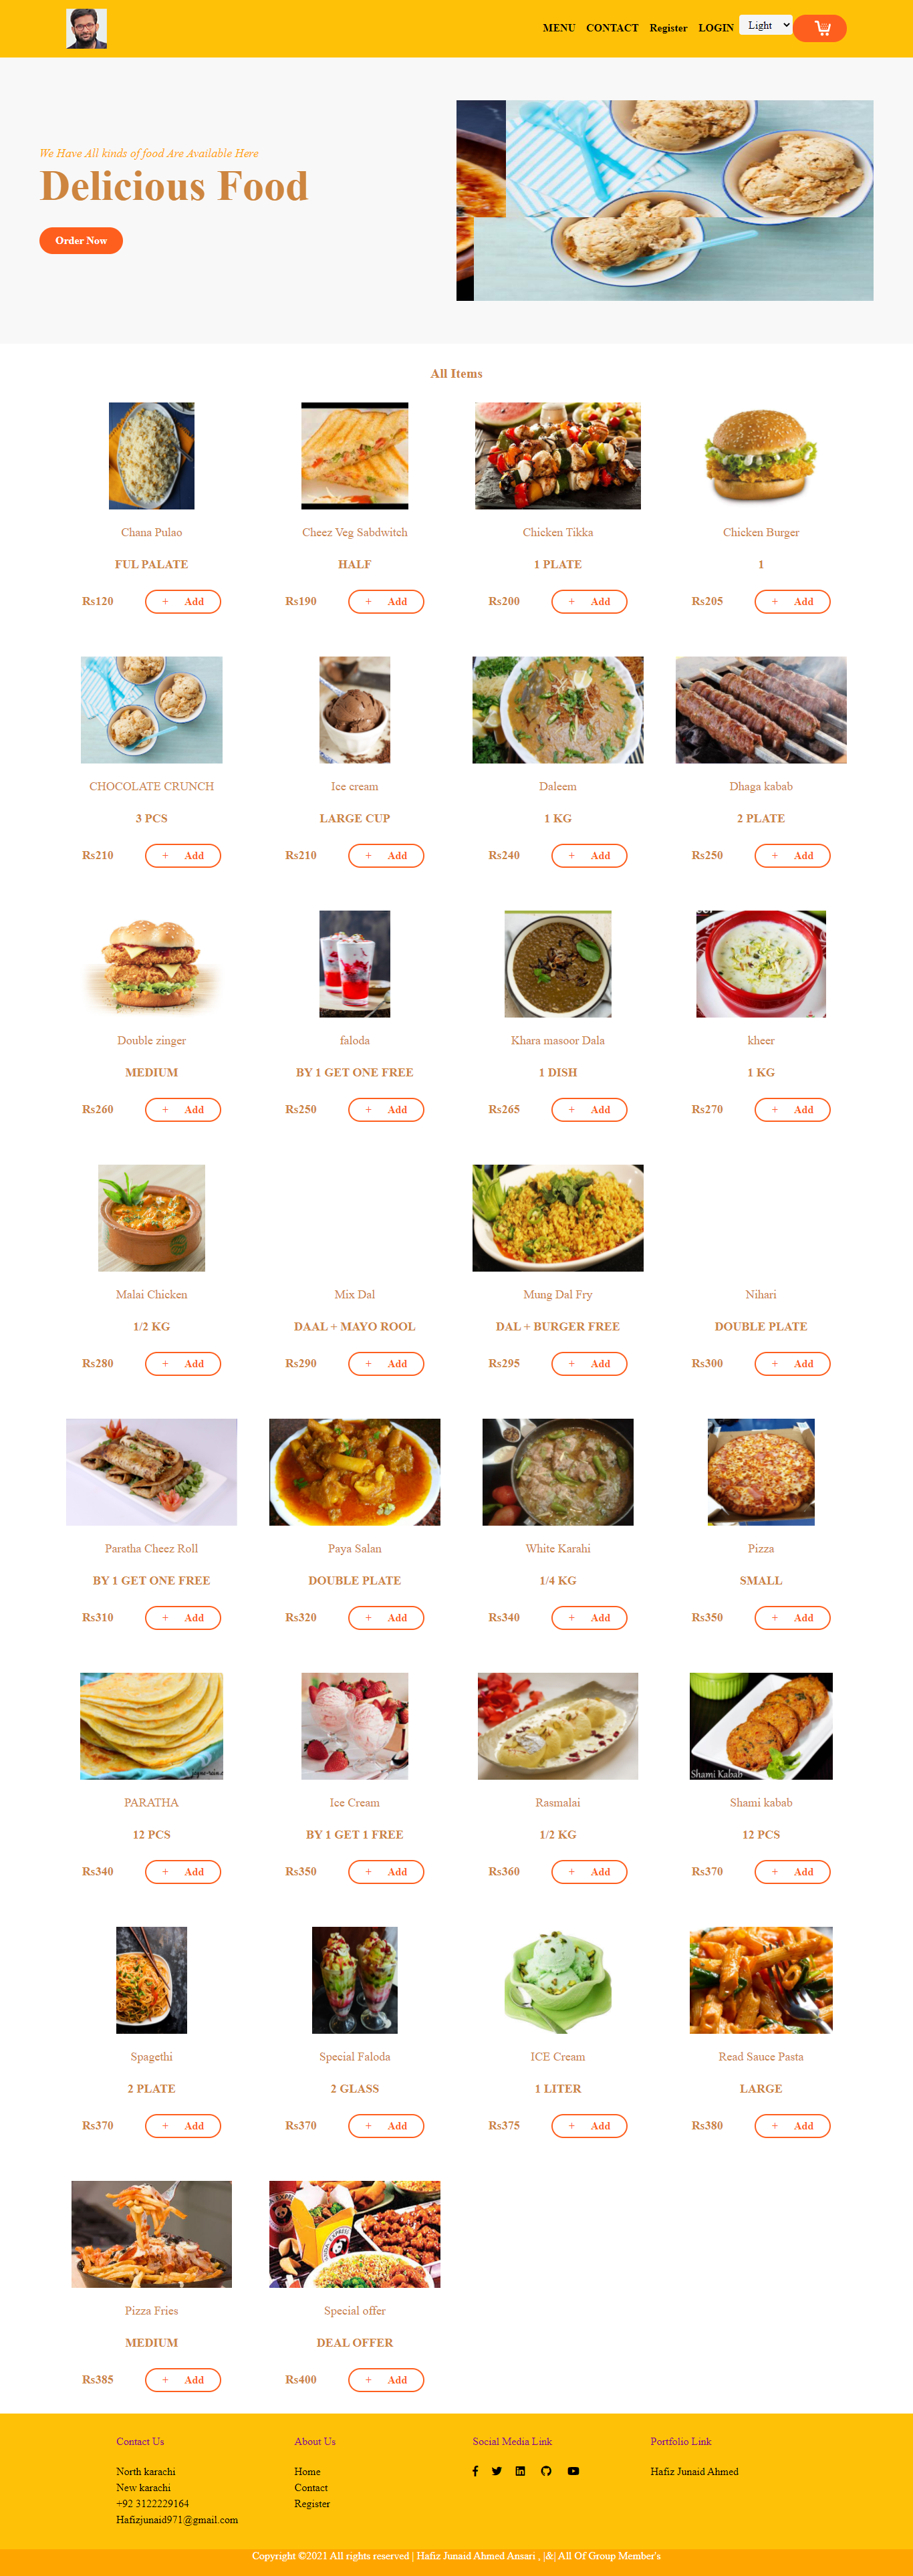 MENU CONTACT Register LOGIN Light
We Have All kinds of food Are Available Here
Delicious Food
Order Now
All Items
Chana Pulao
FUL PALATE
Rs120 + Add
Cheez Veg Sabdwitch
HALF
Rs190 + Add
Chicken Tikka
1 PLATE
Rs200 + Add
Chicken Burger
1
Rs205 + Add
CHOCOLATE CRUNCH
3 PCS
Rs210 + Add
Ice cream
LARGE CUP
Rs210 + Add
Daleem
1 KG
Rs240 + Add
Dhaga kabab
2 PLATE
Rs250 + Add
Double zinger
MEDIUM
Rs260 + Add
faloda
BY 1 GET ONE FREE
Rs250 + Add
Khara masoor Dala
1 DISH
Rs265 + Add
kheer
1 KG
Rs270 + Add
Malai Chicken
1/2 KG
Rs280 + Add
Mix Dal
DAAL + MAYO ROOL
Rs290 + Add
Mung Dal Fry
DAL + BURGER FREE
Rs295 + Add
Nihari
DOUBLE PLATE
Rs300 + Add
Paratha Cheez Roll
BY 1 GET ONE FREE
Rs310 + Add
Paya Salan
DOUBLE PLATE
Rs320 + Add
White Karahi
1/4 KG
Rs340 + Add
Pizza
SMALL
Rs350 + Add
PARATHA
12 PCS
Rs340 + Add
Ice Cream
BY 1 GET 1 FREE
Rs350 + Add
Rasmalai
1/2 KG
Rs360 + Add
Shami Kabab
Shami kabab
12 PCS
Rs370 + Add
Spagethi
2 PLATE
Rs370 + Add
Special Faloda
2 GLASS
Rs370 + Add
ICE Cream
1 LITER
Rs375 + Add
Read Sauce Pasta
LARGE
Rs380 + Add
Pizza Fries
MEDIUM
Rs385 + Add
Special offer
DEAL OFFER
Rs400 + Add
Contact Us
North karachi
New karachi
+92 3122229164
Hafizjunaid971@gmail.com
About Us
Home
Contact
Register
Social Media Link
Portfolio Link
Hafiz Junaid Ahmed
Copyright ©2021 All rights reserved | Hafiz Junaid Ahmed Ansari , |&| All Of Group Member's